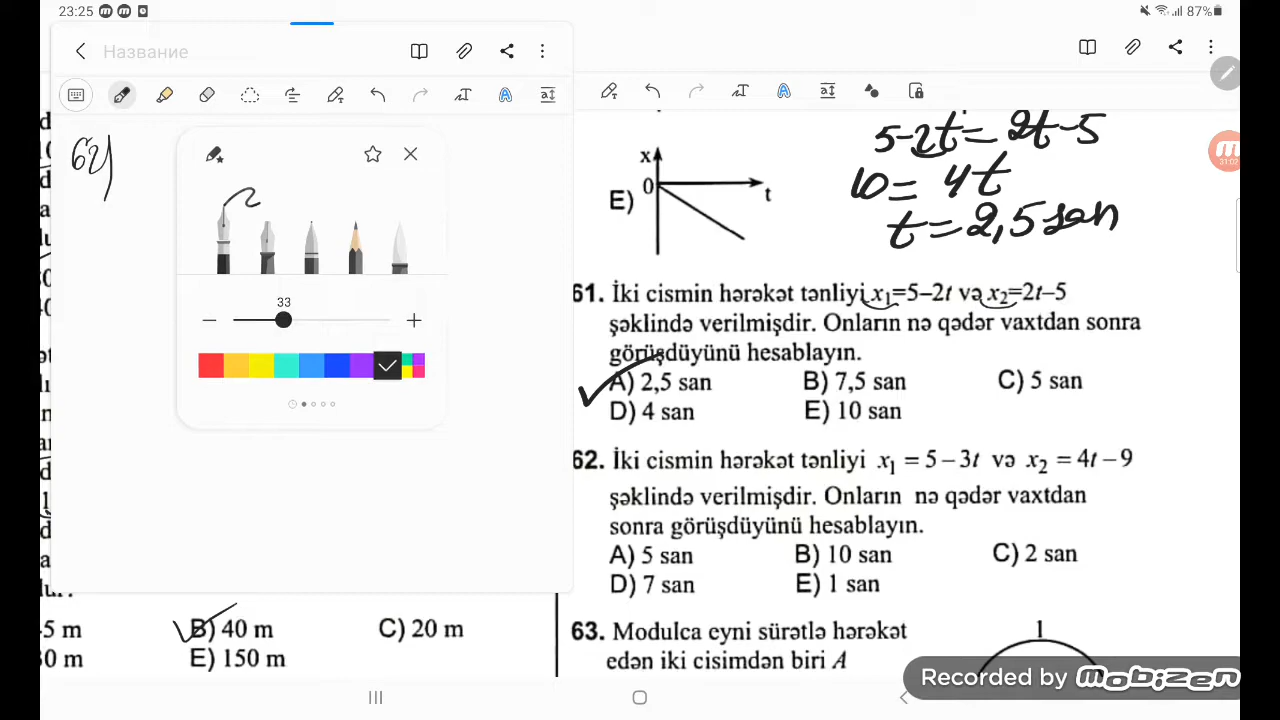 23:25
87%
Название
62)
33
5-2t=2t-5
10=4t
t=2,5san
x
0
t
E)
61. İki cismin hərəkət tənliyi x₁=5–2t və x₂=2t–5
şəklində verilmişdir. Onların nə qədər vaxtdan sonra
görüşdüyünü hesablayın.
A) 2,5 san B) 7,5 san C) 5 san
D) 4 san E) 10 san
62. İki cismin hərəkət tənliyi x₁ = 5 – 3t və x₂ = 4t – 9
şəklində verilmişdir. Onların nə qədər vaxtdan
sonra görüşdüyünü hesablayın.
A) 5 san B) 10 san C) 2 san
D) 7 san E) 1 san
63. Modulca eyni sürətlə hərəkət
edən iki cisimdən biri A
1
B) 40 m C) 20 m
E) 150 m
31:02
Recorded by mobizen